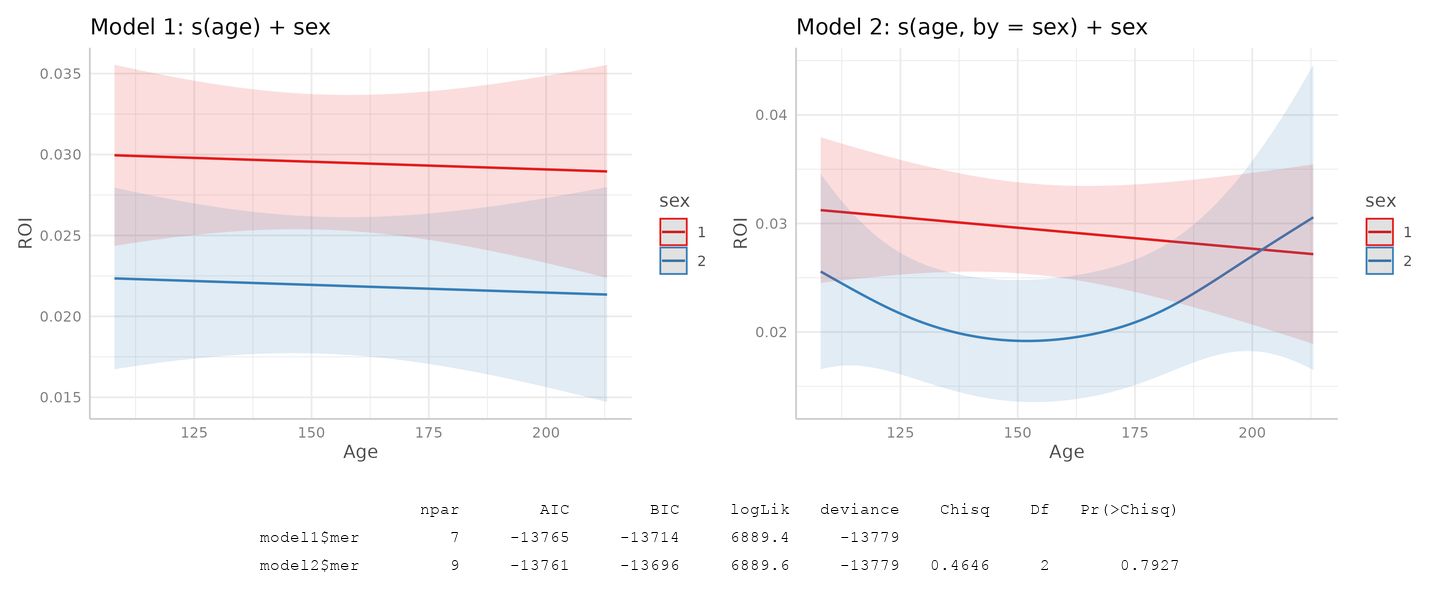 Model 1: s(age) + sex
0.035
0.030
0.025
0.020
0.015
ROI
125 150 175 200
Age
sex
1
2
Model 2: s(age, by = sex) + sex
0.04
0.03
0.02
ROI
125 150 175 200
Age
sex
1
2
npar AIC BIC logLik deviance Chisq Df Pr(>Chisq)
model1$mer 7 -13765 -13714 6889.4 -13779
model2$mer 9 -13761 -13696 6889.6 -13779 0.4646 2 0.7927